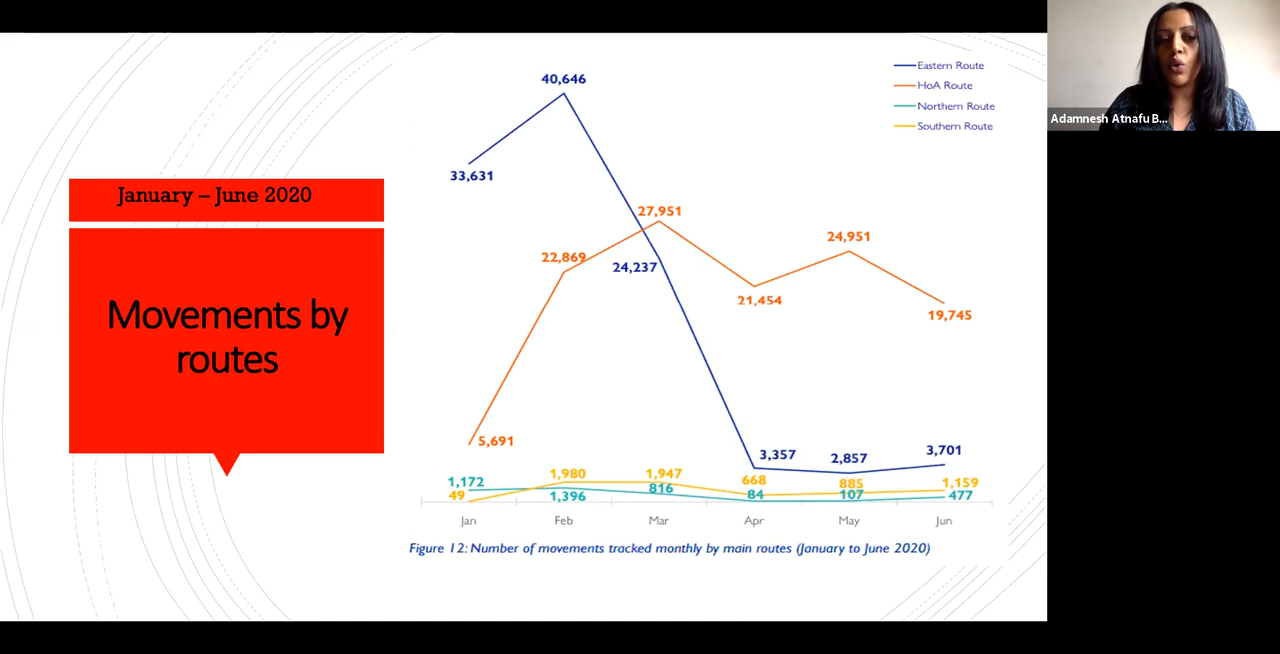 January – June 2020
Movements by
routes
Eastern Route
HoA Route
Northern Route
Southern Route
40,646
33,631
27,951
22,869
24,237
24,951
21,454
19,745
5,691
3,357
2,857
3,701
1,172
1,980
1,947
668
885
1,159
49
1,396
816
84
107
477
Jan
Feb
Mar
Apr
May
Jun
Figure 12: Number of movements tracked monthly by main routes (January to June 2020)
Adamnesh Atnafu B...